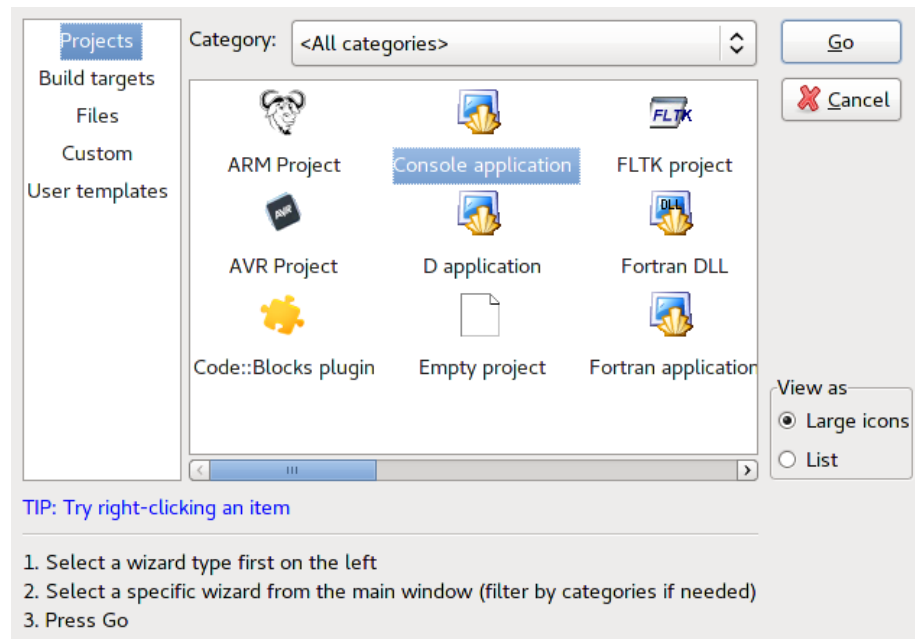 Projects
Build targets
Files
Custom
User templates
Category: <All categories>
Go
Cancel
FLTK
ARM Project Console application FLTK project
AVR DLL
AVR Project D application Fortran DLL
Code::Blocks plugin Empty project Fortran application
View as
Large icons
List
TIP: Try right-clicking an item
1. Select a wizard type first on the left
2. Select a specific wizard from the main window (filter by categories if needed)
3. Press Go